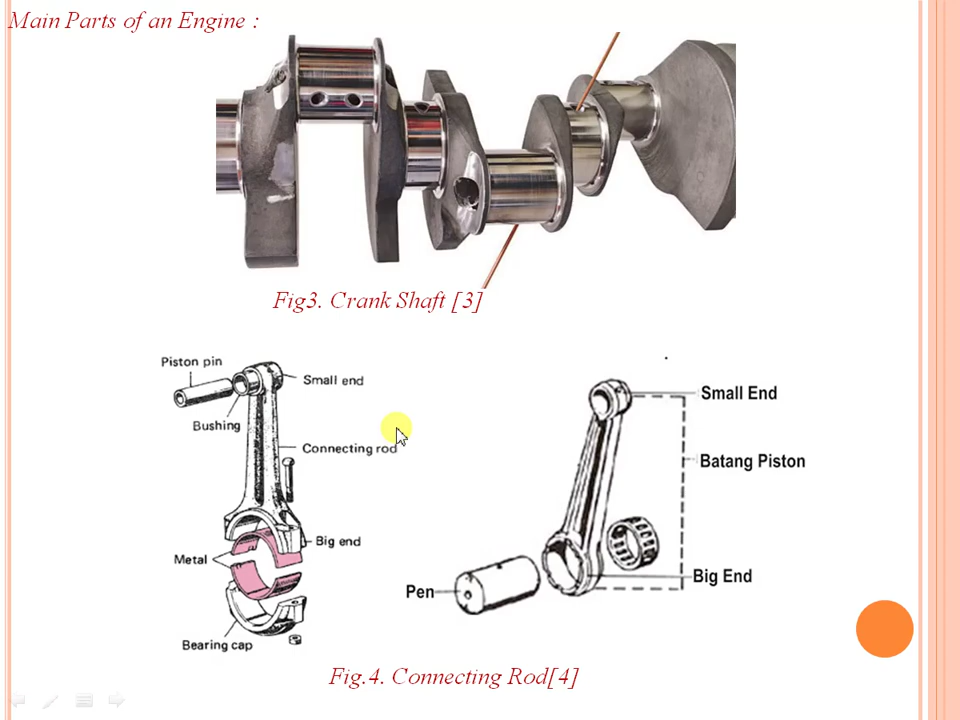 Main Parts of an Engine :
Fig3. Crank Shaft [3]
Piston pin
Small end
Bushing
Connecting rod
Big end
Metal
Bearing cap
Small End
Batang Piston
Big End
Pen
Fig.4. Connecting Rod[4]